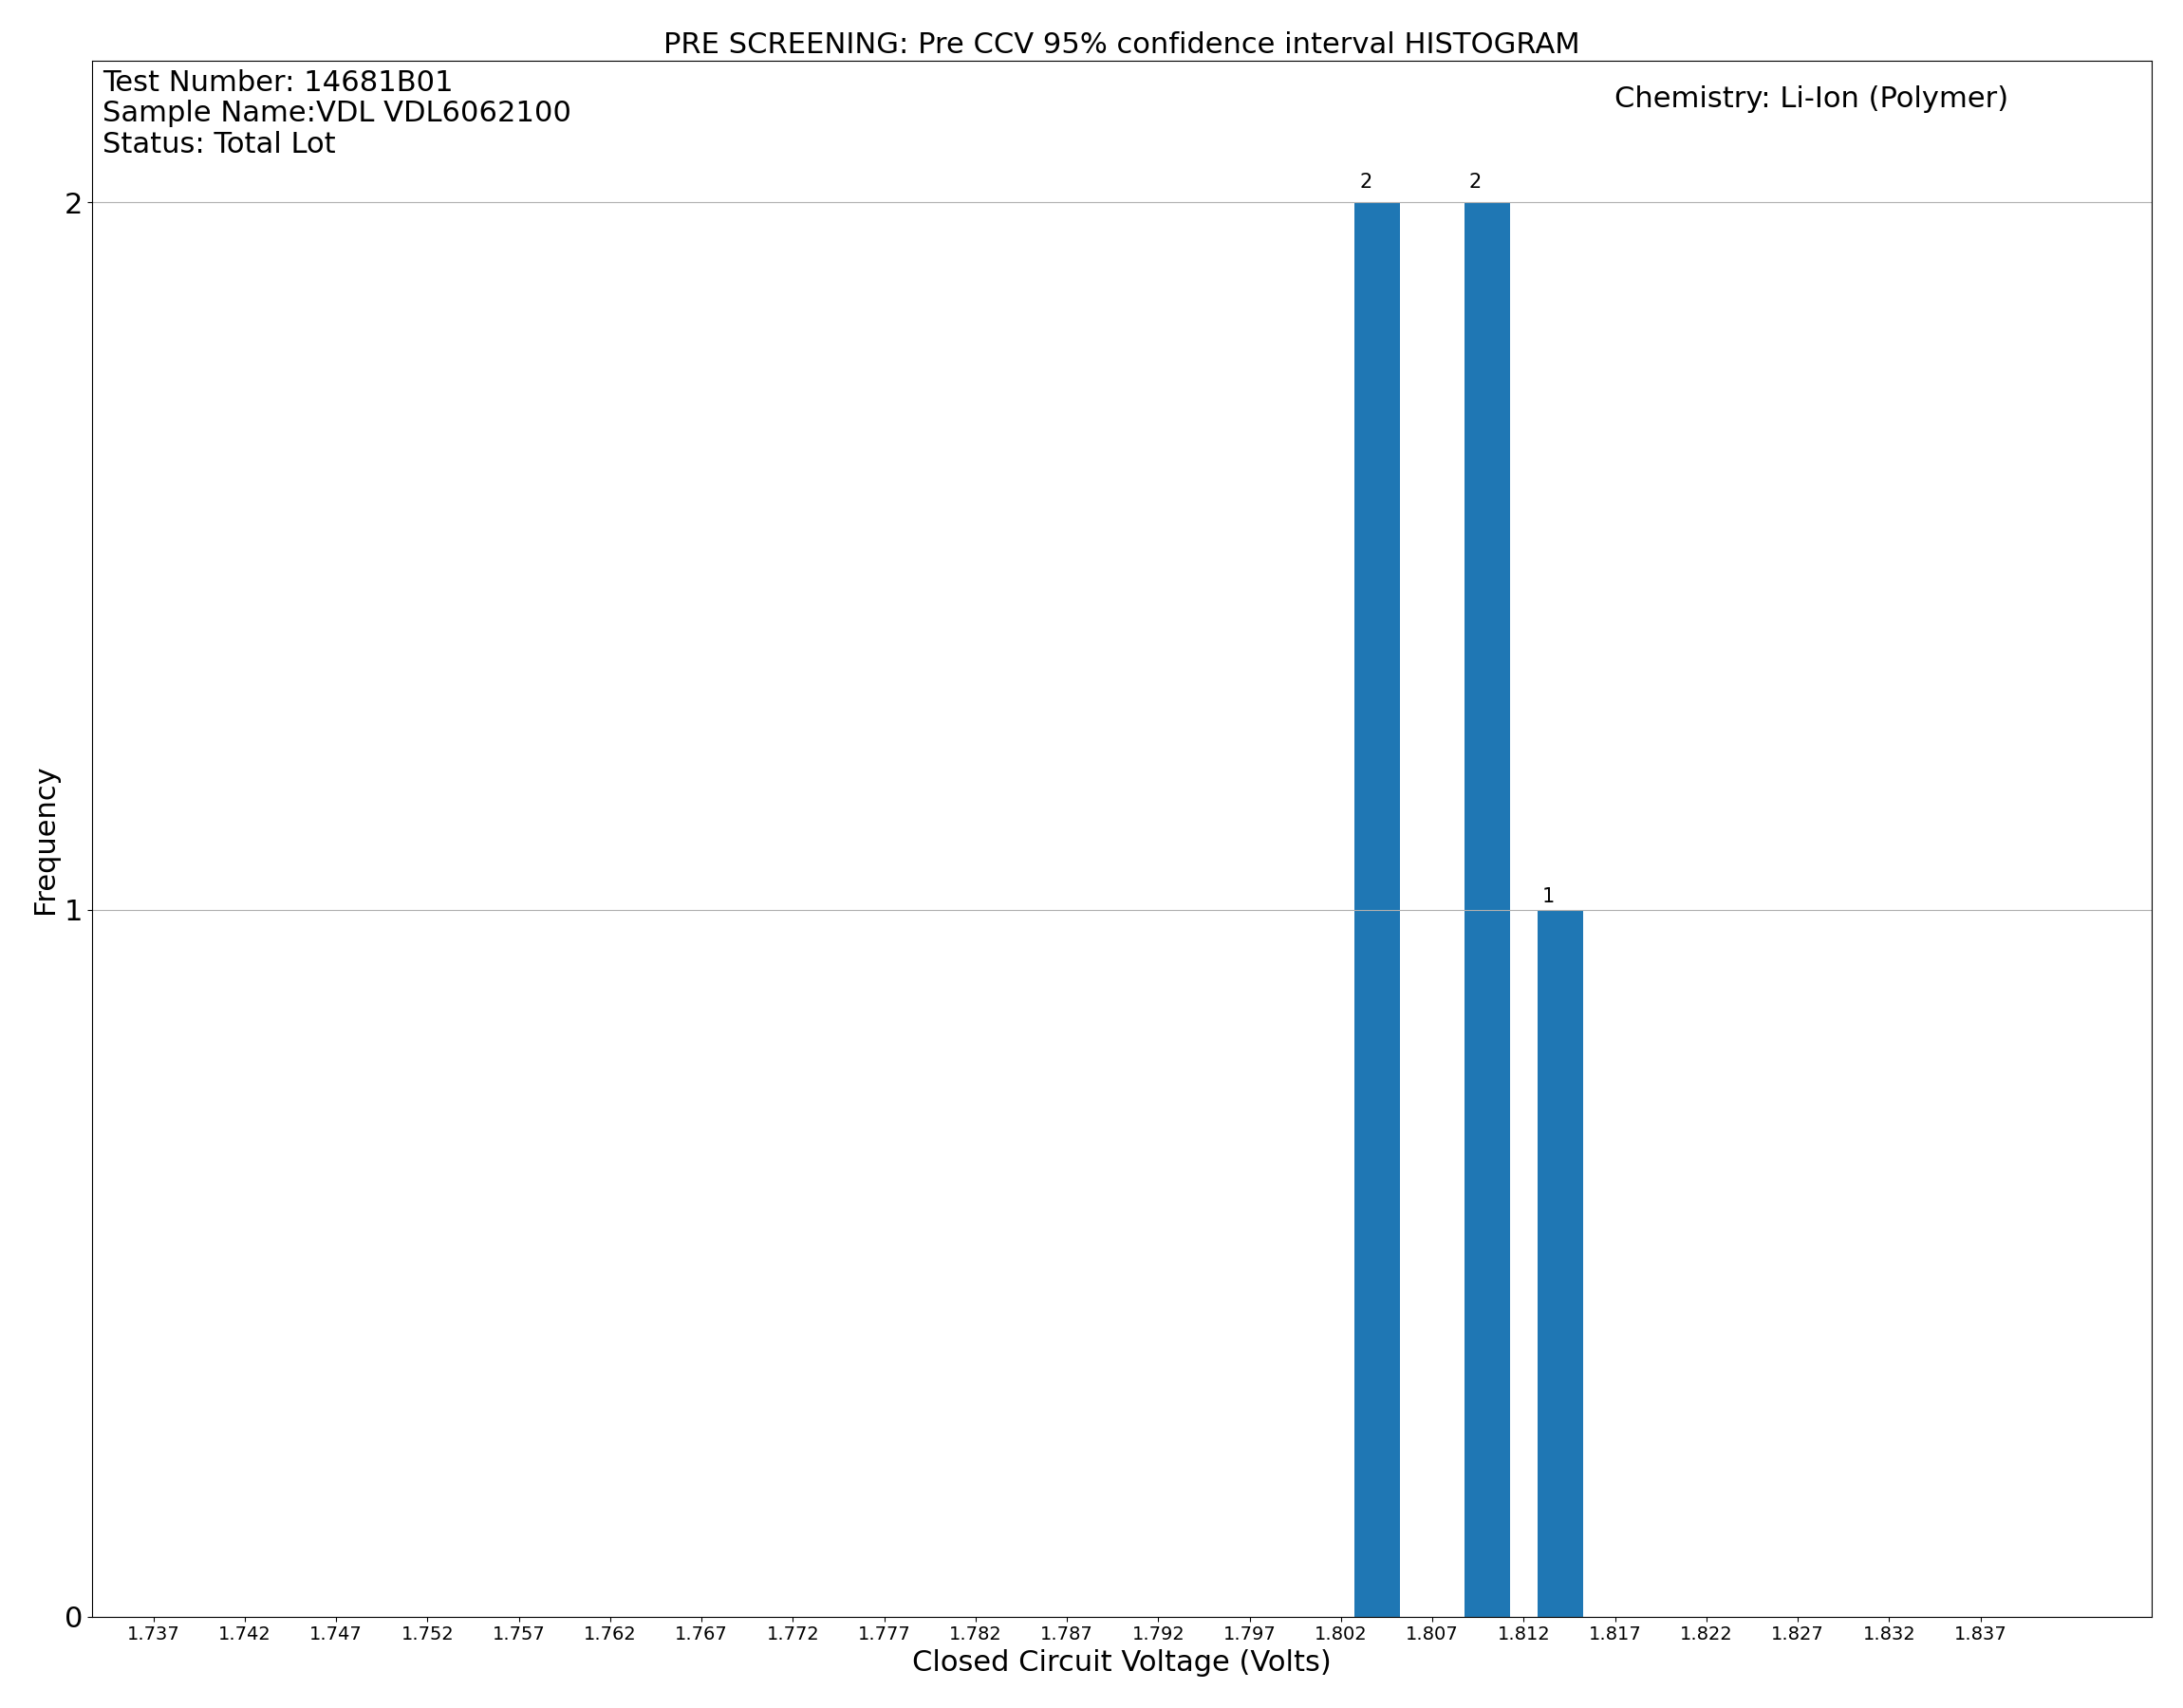 PRE SCREENING: Pre CCV 95% confidence interval HISTOGRAM
Test Number: 14681B01
Sample Name:VDL VDL6062100
Status: Total Lot
Chemistry: Li-Ion (Polymer)
2 2
2
1
1
0
Frequency
1.737 1.742 1.747 1.752 1.757 1.762 1.767 1.772 1.777 1.782 1.787 1.792 1.797 1.802 1.807 1.812 1.817 1.822 1.827 1.832 1.837
Closed Circuit Voltage (Volts)